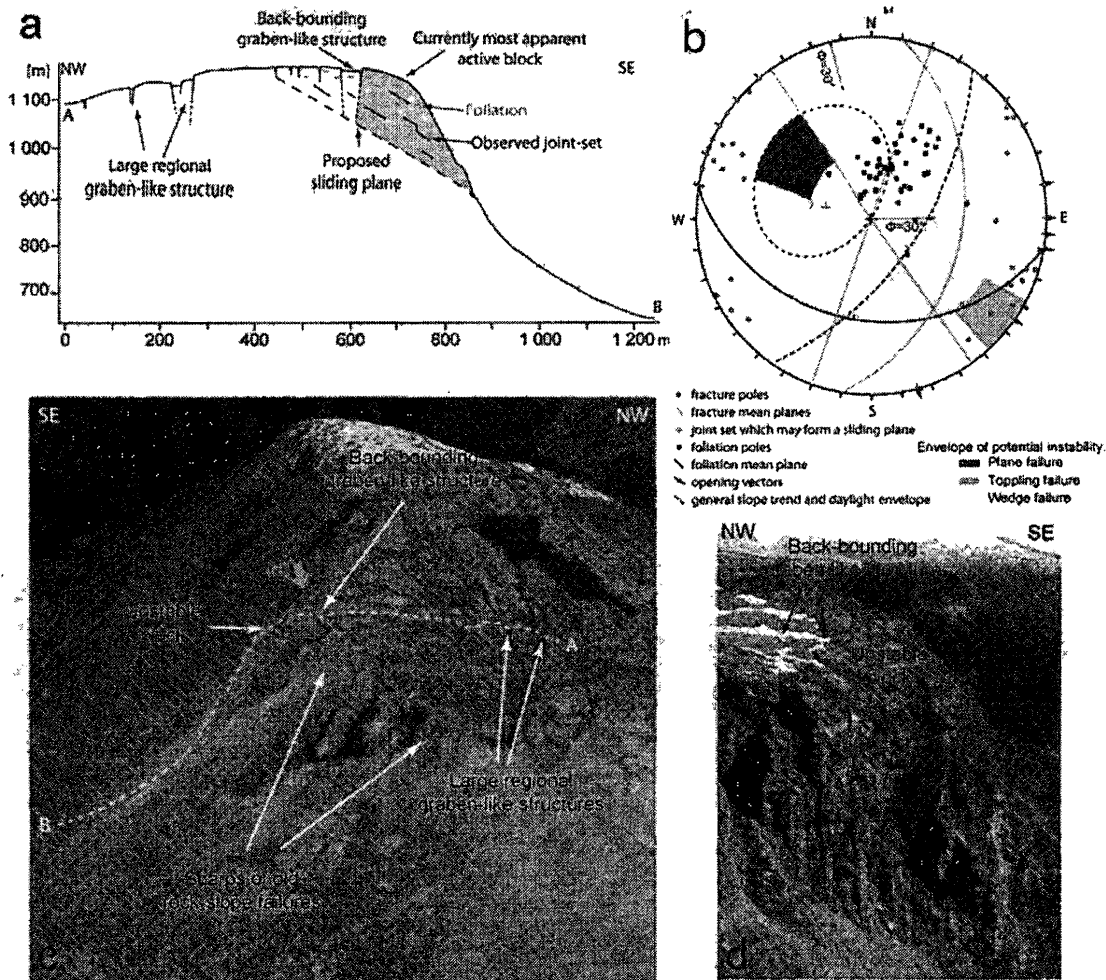 a
Back-bounding
graben-like structure
Currently most apparent
active block
[m]
NW
SE
1 100
1 000
900
800
700
A
Foliation
Observed joint-set
Large regional
graben-like structure
Proposed
sliding plane
B
0
200
400
600
800
1 000
1 200 m
b
N
Φ=30°
W
E
Φ=30°
S
fracture poles
fracture mean planes
joint set which may form a sliding plane
foliation poles
foliation mean plane
opening vectors
general slope trend and daylight envelope
Envelope of potential instability
Plane failure
Toppling failure
Wedge failure
SE
NW
Back-bounding
graben-like structure
A
B
Large regional
graben-like structures
rock-slope failures
NW
SE
Back-bounding
d